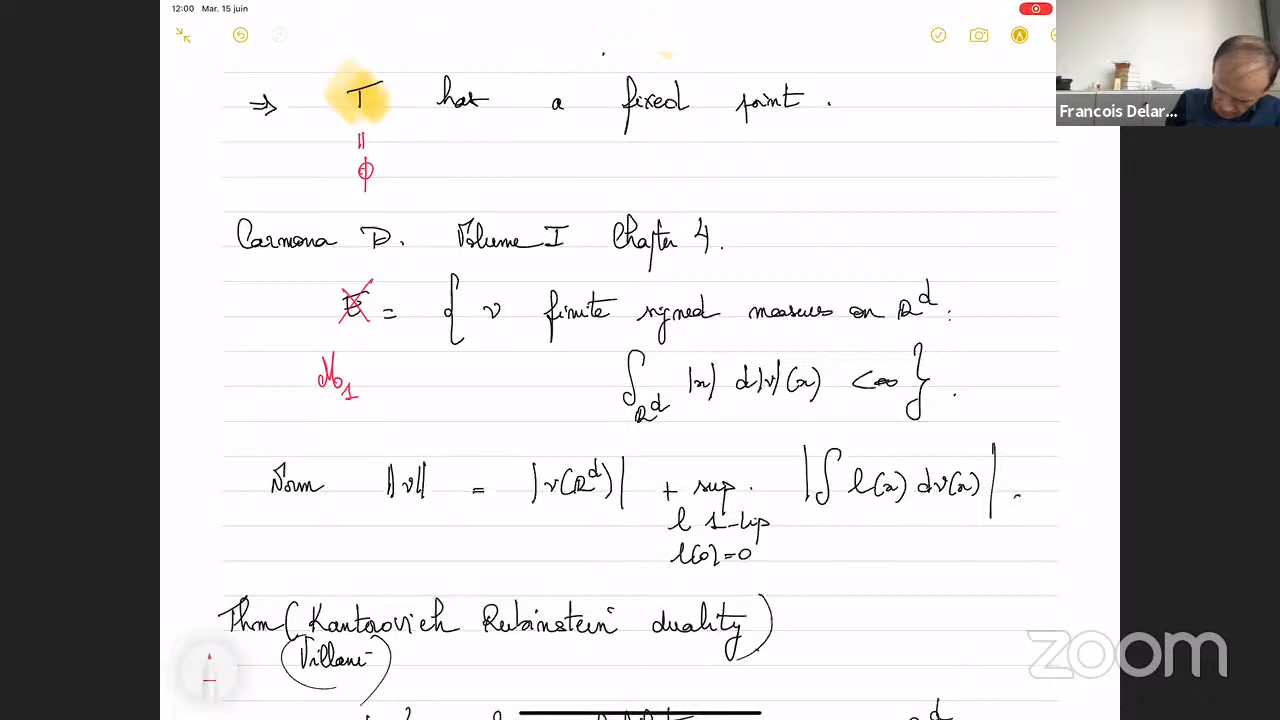 12:00 Mar. 15 juin
Francois Delar...
⇒ T has a fixed point.
||
ϕ
Carmona D. Volume I Chapter 4.
E = { ν finite signed measures on ℝ^d :
M_1
∫_{ℝ^d} |x| d|ν|(x) < ∞ }.
Norm ||ν|| = |ν(ℝ^d)| + sup. |∫ l(x) dν(x)|.
l 1-Lip
l(0)=0
Thm (Kantorovich Rubinstein duality)
(Villani)
zoom